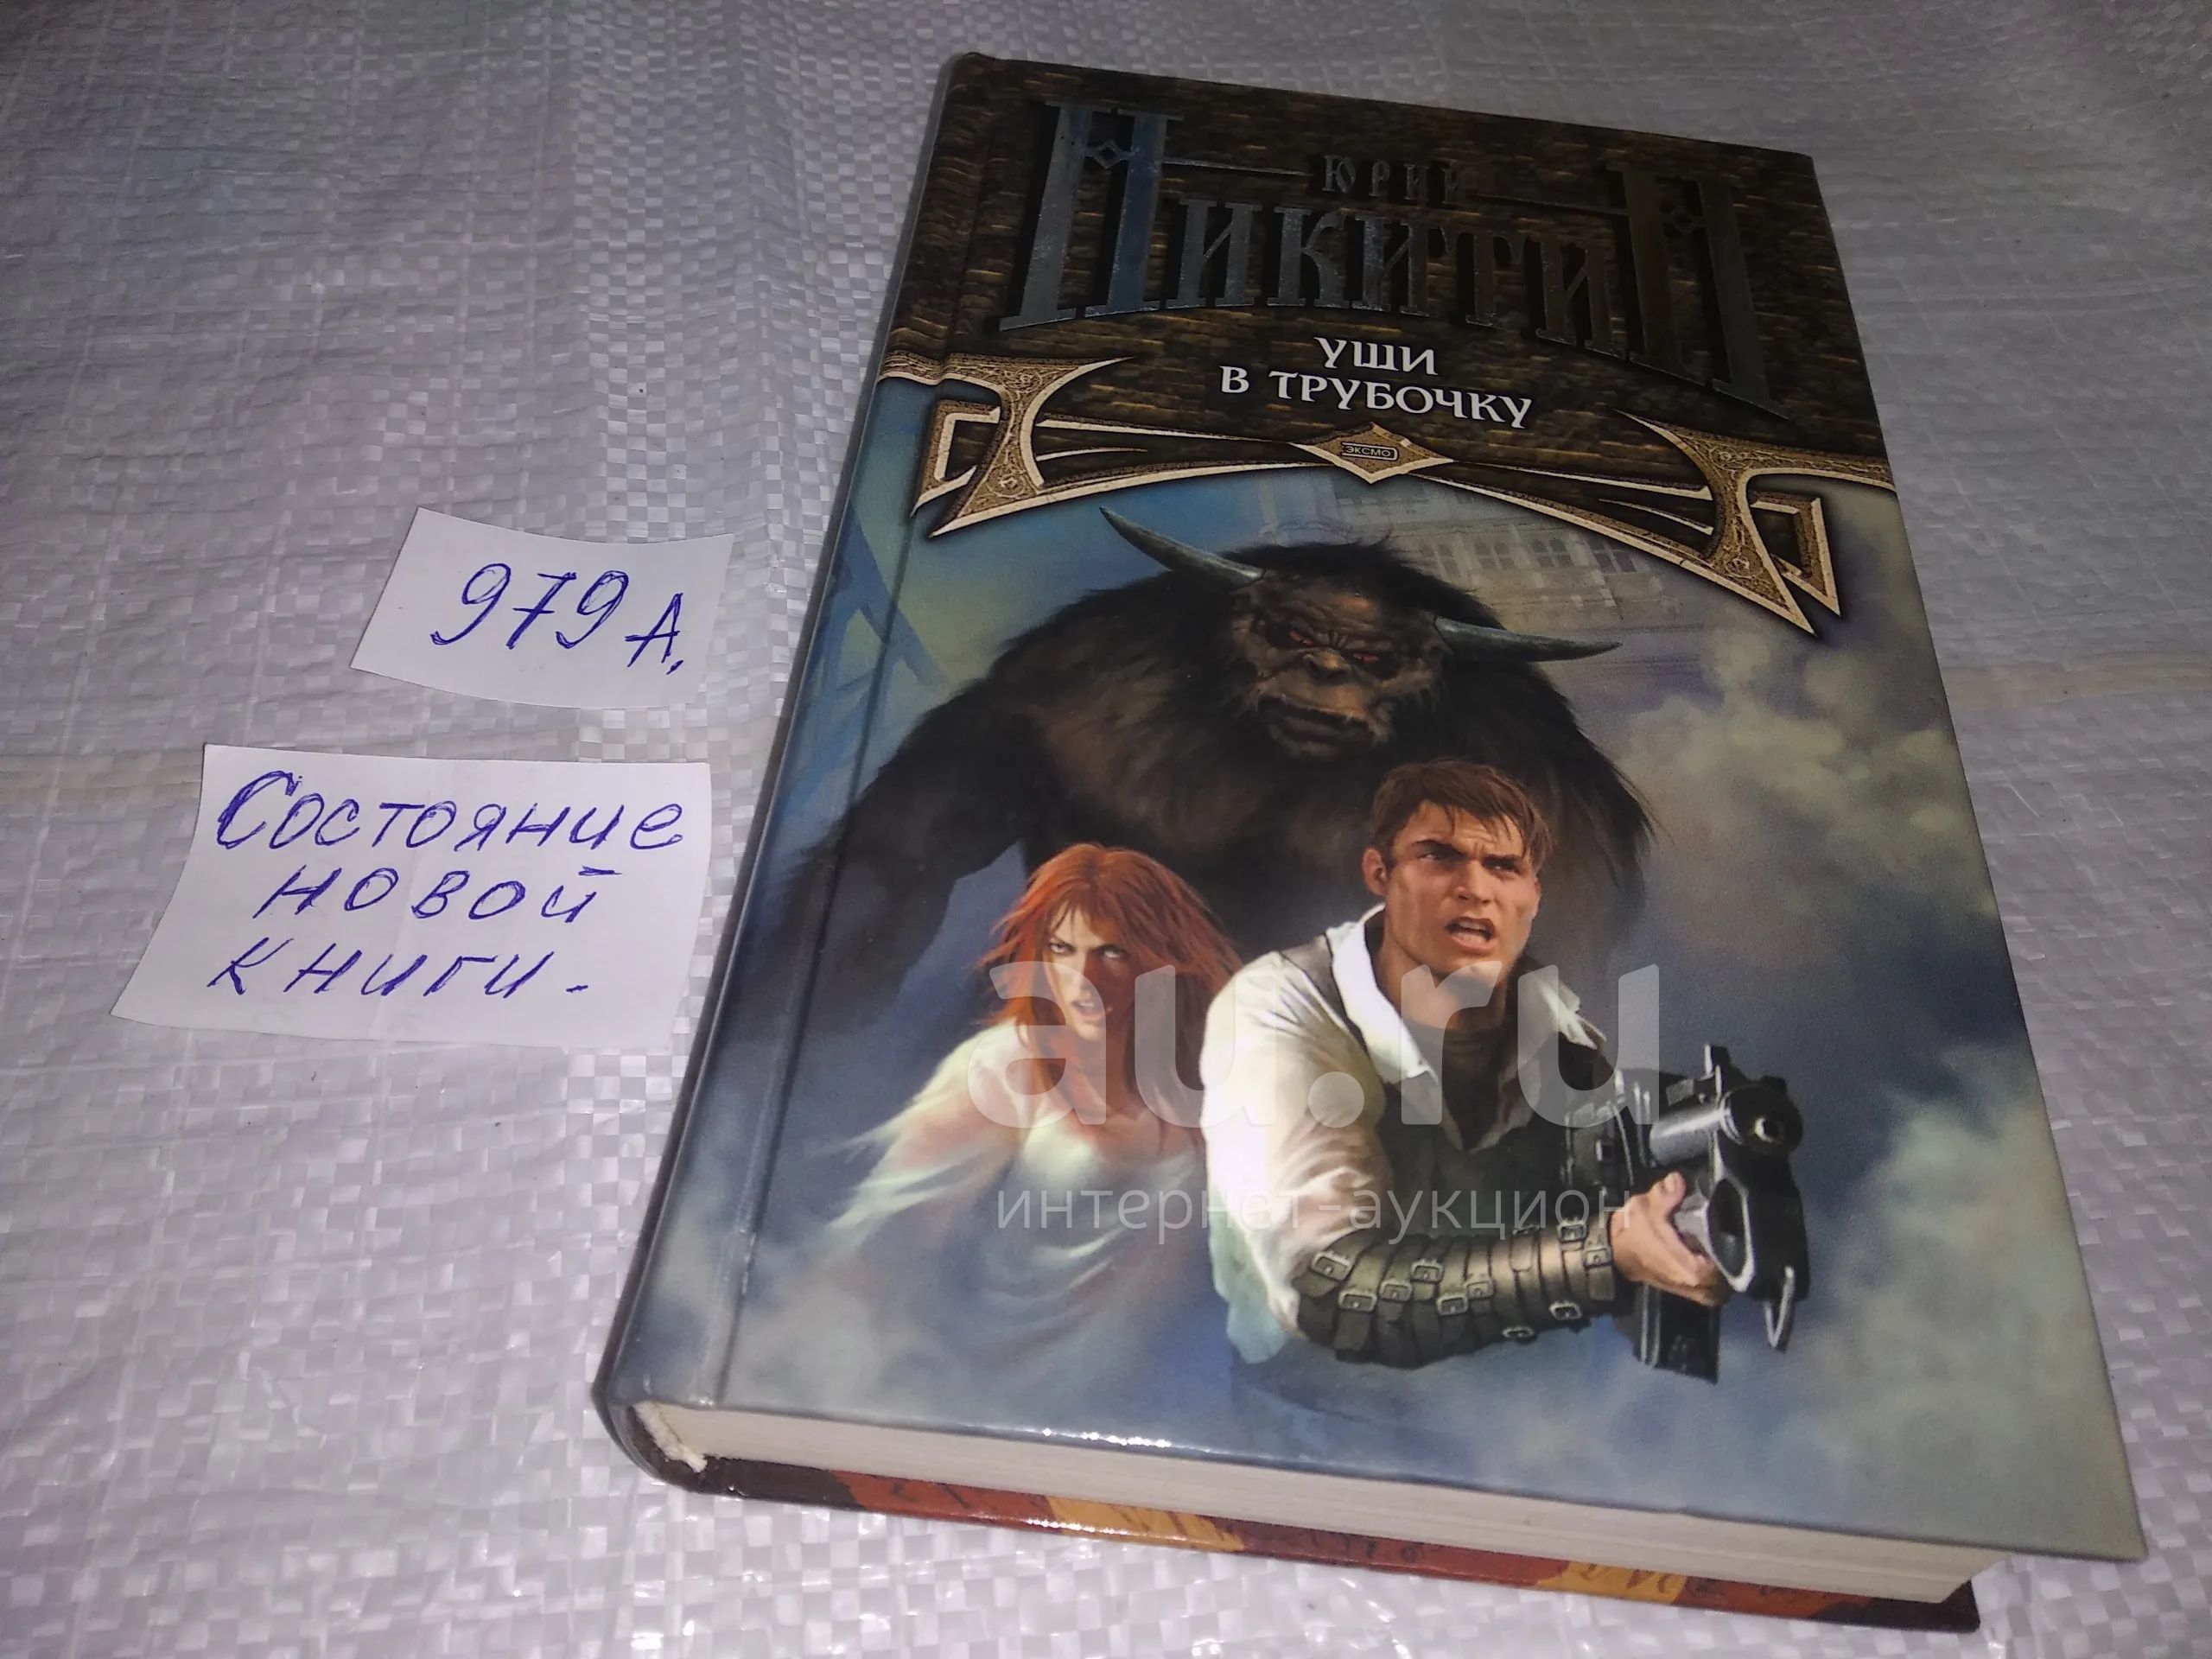 ЮРИЙ
НИКИТИН
УШИ
В ТРУБОЧКУ
ЭКСМО
979 А.
Состояние
новой
книги.
au.ru
интернет-аукцион